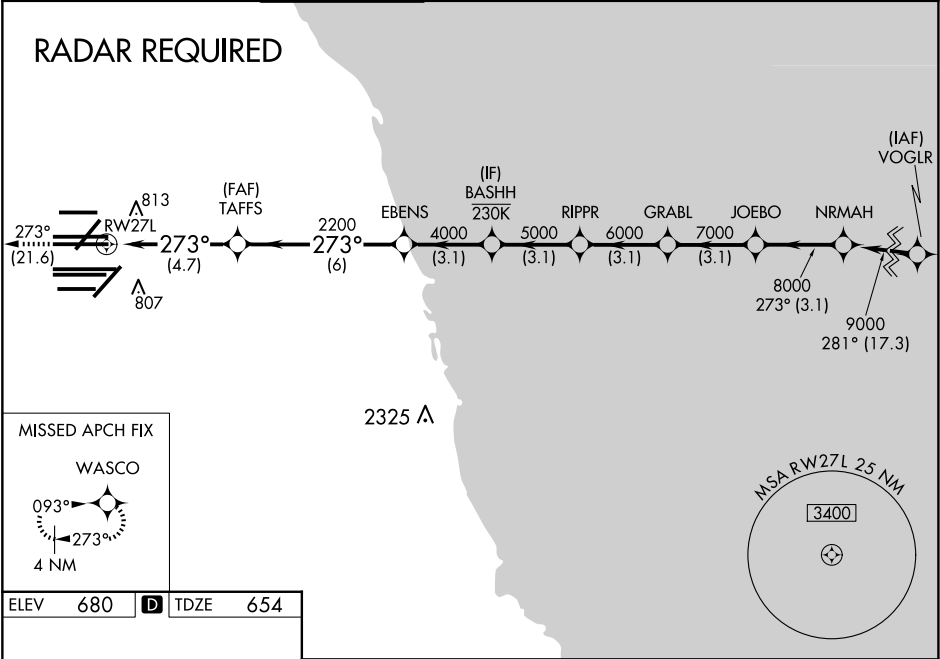 RADAR REQUIRED
(IAF)
VOGLR
813
RW27L
(FAF)
TAFFS
EBENS
(IF)
BASHH
230K
RIPPR
GRABL
JOEBO
NRMAH
273°
(21.6)
273°
(4.7)
2200
273°
(6)
4000
(3.1)
5000
(3.1)
6000
(3.1)
7000
(3.1)
8000
273° (3.1)
9000
281° (17.3)
807
2325
MISSED APCH FIX
WASCO
093°
273°
4 NM
MSA RW27L 25 NM
3400
ELEV 680 D TDZE 654